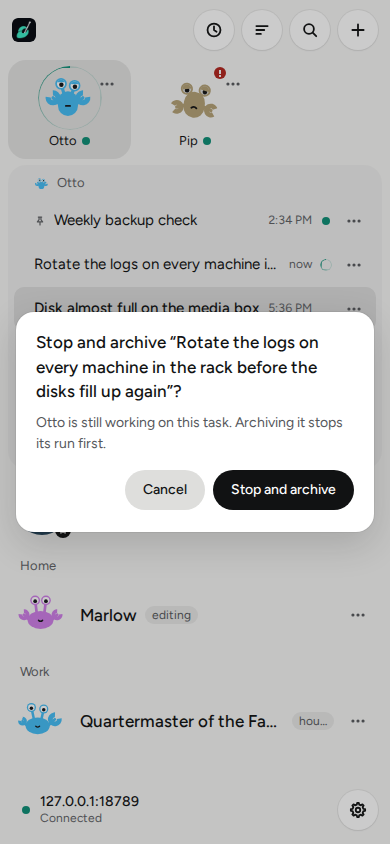 Otto
Pip
Otto
Weekly backup check 2:34 PM
Rotate the logs on every machine i... now
Disk almost full on the media box 5:36 PM
Stop and archive “Rotate the logs on
every machine in the rack before the
disks fill up again”?
Otto is still working on this task. Archiving it stops
its run first.
Cancel
Stop and archive
Home
Marlow editing
Work
Quartermaster of the Fa... hou...
127.0.0.1:18789
Connected